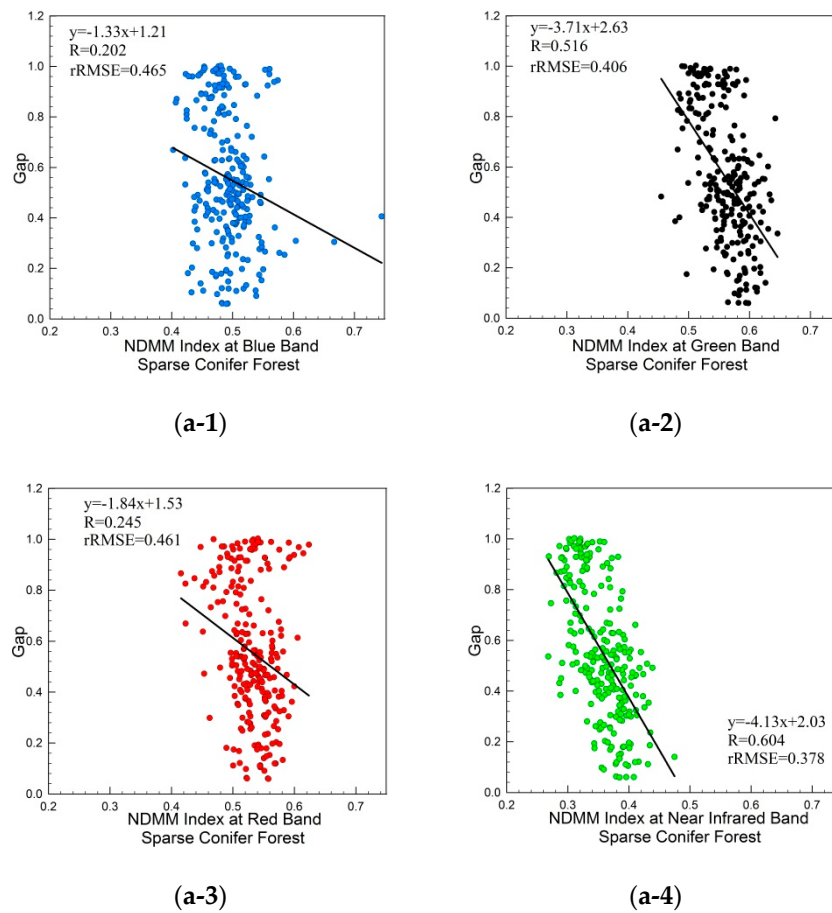 y=-1.33x+1.21
R=0.202
rRMSE=0.465
1.2
1.0
0.8
0.6
0.4
0.2
0.0
Gap
0.2 0.3 0.4 0.5 0.6 0.7
NDMM Index at Blue Band
Sparse Conifer Forest
(a-1)
y=-3.71x+2.63
R=0.516
rRMSE=0.406
1.2
1.0
0.8
0.6
0.4
0.2
0.0
Gap
0.2 0.3 0.4 0.5 0.6 0.7
NDMM Index at Green Band
Sparse Conifer Forest
(a-2)
y=-1.84x+1.53
R=0.245
rRMSE=0.461
1.2
1.0
0.8
0.6
0.4
0.2
0.0
Gap
0.2 0.3 0.4 0.5 0.6 0.7
NDMM Index at Red Band
Sparse Conifer Forest
(a-3)
1.2
1.0
0.8
0.6
0.4
0.2
0.0
Gap
y=-4.13x+2.03
R=0.604
rRMSE=0.378
0.2 0.3 0.4 0.5 0.6 0.7
NDMM Index at Near Infrared Band
Sparse Conifer Forest
(a-4)